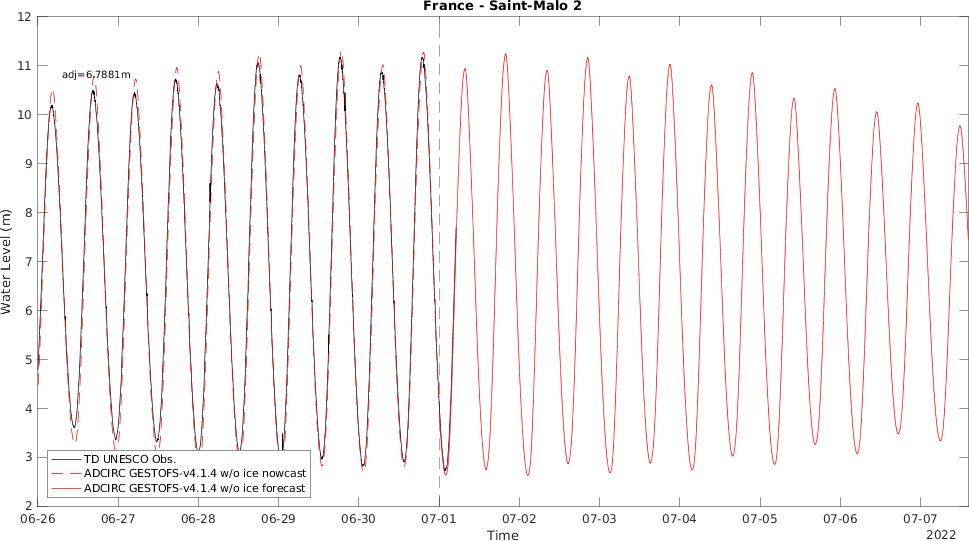 France - Saint-Malo 2
12
11
10
9
8
7
6
5
4
3
2
Water Level (m)
adj=6.7881m
TD UNESCO Obs.
ADCIRC GESTOFS-v4.1.4 w/o ice nowcast
ADCIRC GESTOFS-v4.1.4 w/o ice forecast
06-26 06-27 06-28 06-29 06-30 07-01 07-02 07-03 07-04 07-05 07-06 07-07
Time
2022